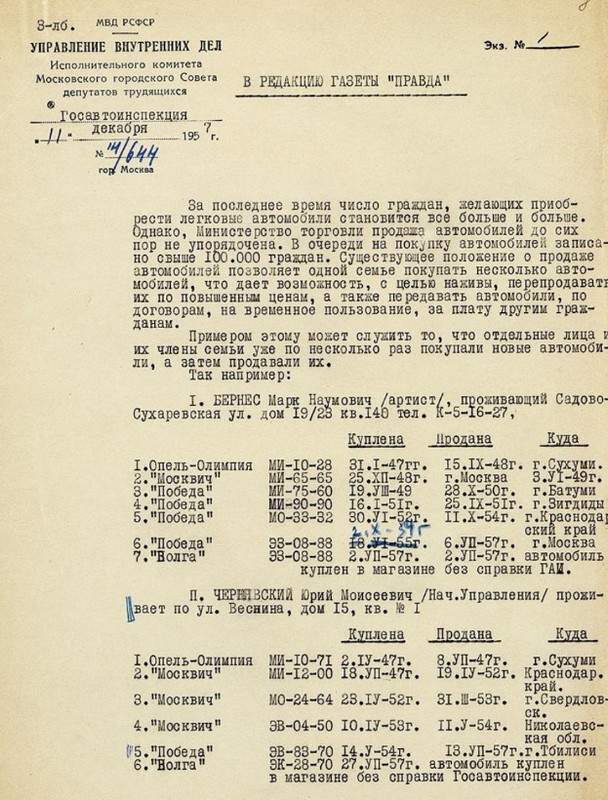 3-лб.
МВД РСФСР
УПРАВЛЕНИЕ ВНУТРЕННИХ ДЕЛ
Исполнительного комитета
Московского городского Совета
депутатов трудящихся
Госавтоинспекция
„11“ декабря 1957 г.
№ 14/644
гор. Москва
Экз. № 1
В РЕДАКЦИЮ ГАЗЕТЫ "ПРАВДА"
За последнее время число граждан, желающих приоб-
рести легковые автомобили становится все больше и больше.
Однако, Министерство торговли продажа автомобилей до сих
пор не упорядочена. В очереди на покупку автомобилей записа-
но свыше 100.000 граждан. Существующее положение о продаже
автомобилей позволяет одной семье покупать несколько авто-
мобилей, что дает возможность, с целью наживы, перепродавать
их по повышенным ценам, а также передавать автомобили, по
договорам, на временное пользование, за плату другим граж-
данам.
Примером этому может служить то, что отдельные лица и
их члены семьи уже по несколько раз покупали новые автомоби-
ли, а затем продавали их.
Так например:
I. БЕРНЕС Марк Наумович /артист/, проживающий Садово-
Сухаревская ул. дом 19/23 кв.140 тел. К-5-16-27,
Куплена Продана Куда
1.Опель-Олимпия МИ-10-28 31.I-47гг. 15.IX-48г. г.Сухуми.
2."Москвич" МИ-65-65 25.ХП-48г. г.Москва 3.УI-49г.
3."Победа" МИ-75-60 19.УШ-49 28.Х-50г. г.Батуми
4."Победа" МИ-90-90 16.I-51г. 25.IX-51г. г.Зигдиды
5."Победа" МО-33-32 30.УI-52г. II.Х-54г. г.Краснодар
ский край
2.X-54г
6."Победа" ЭЗ-08-88 18.УI-55г. 6.УП-57г. г.Москва
7."Волга" ЭЗ-08-88 2.УП-57г. 2.УП-57г. автомобиль
куплен в магазине без справки ГАИ.
П. ЧЕРНЯВСКИЙ Юрий Моисеевич /Нач.Управления/ прожи-
вает по ул. Веснина, дом 15, кв. № I
Куплена Продана Куда
1.Опель-Олимпия МИ-10-71 2.IУ-47г. 8.УП-47г. г.Сухуми
2."Москвич" МИ-12-00 18.УП-47г. 19.IУ-52г. Краснодар.
край.
3."Москвич" МО-24-64 23.IУ-52г. 31.Ш-53г. г.Свердлов-
ск.
4."Москвич" ЭВ-04-50 10.IУ-53г. II.У-54г. Николаевс-
кая обл.
5."Победа" ЭВ-83-70 14.У-54г. 13.УП-57г.г.Тбилиси
6."Волга" ЭК-28-70 27.УП-57г. автомобиль куплен
в магазине без справки Госавтоинспекции.